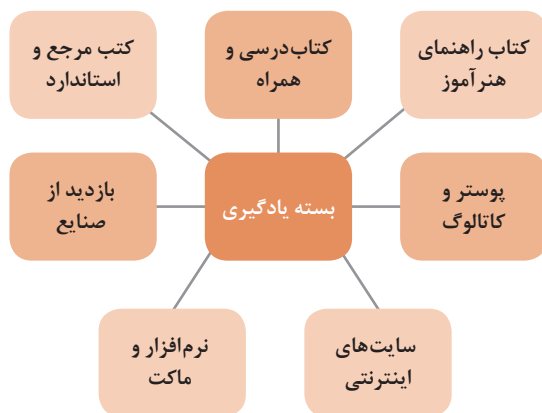 کتاب راهنمای
هنرآموز
کتاب‌درسی و
همراه
کتب مرجع و
استاندارد
پوستر و
کاتالوگ
بسته یادگیری
بازدید از
صنایع
سایت‌های
اینترنتی
نرم‌افزار و
ماکت